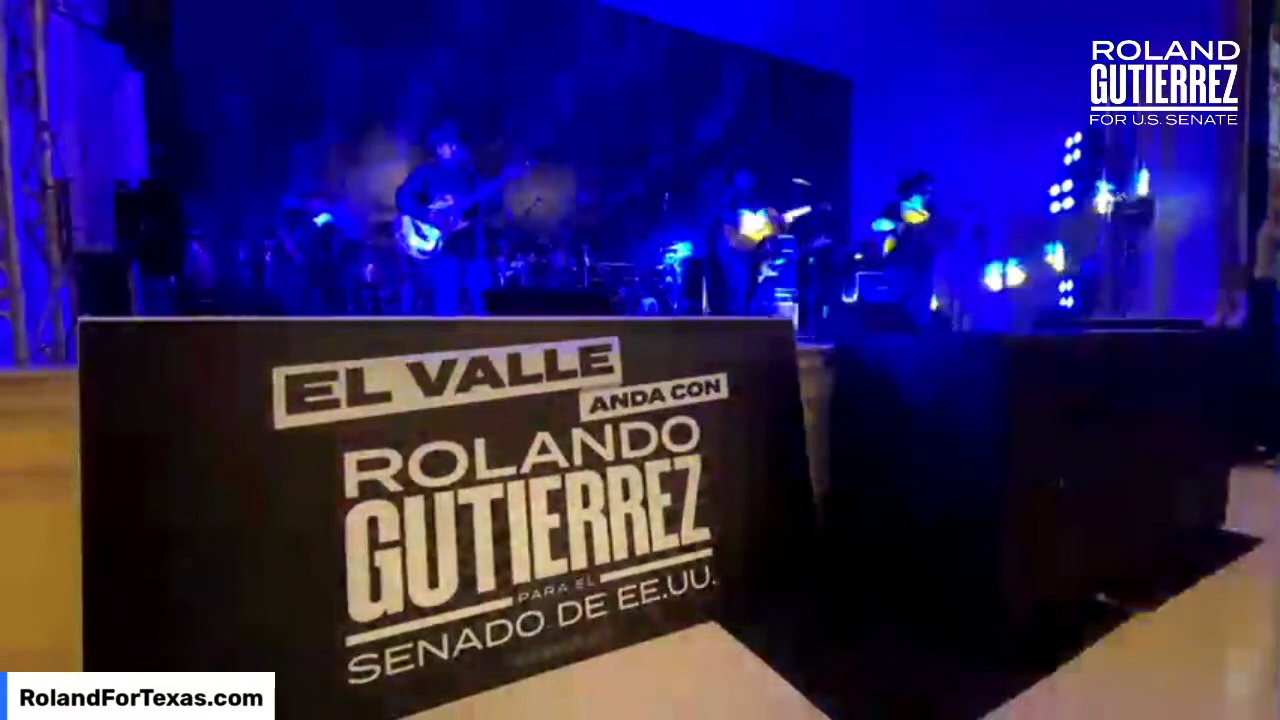 ROLAND
GUTIERREZ
FOR U.S. SENATE
EL VALLE
ANDA CON
ROLANDO
GUTIERREZ
PARA EL
SENADO DE EE.UU.
RolandForTexas.com